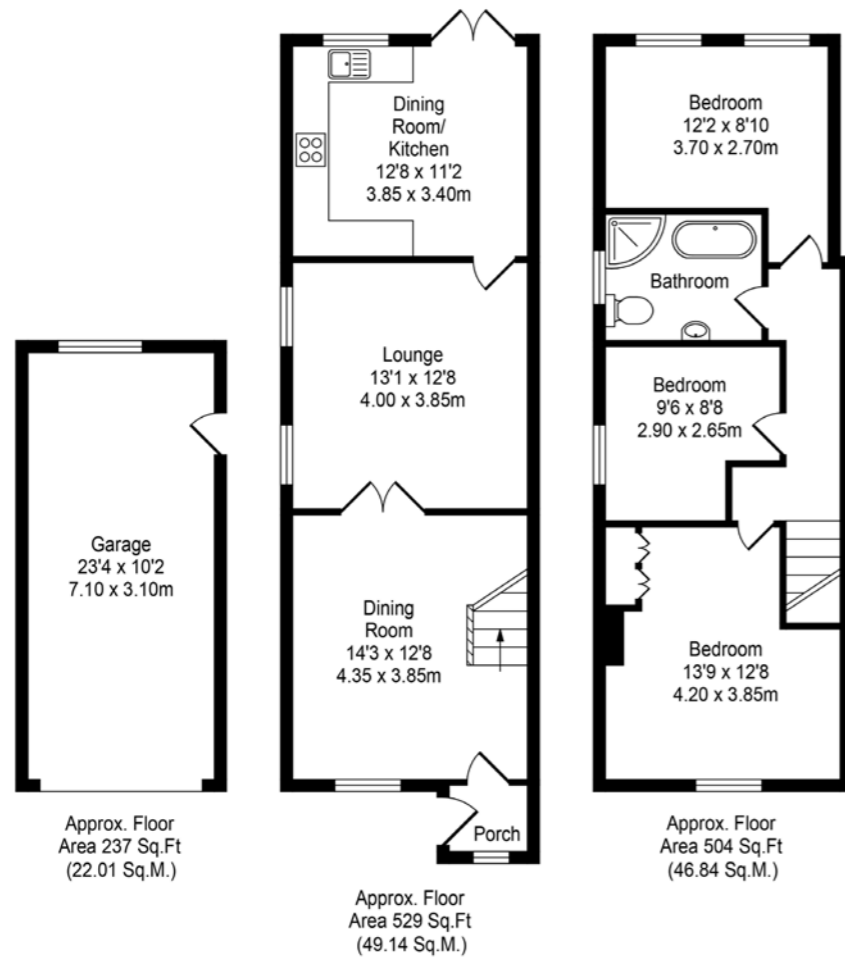 Garage
23'4 x 10'2
7.10 x 3.10m
Approx. Floor
Area 237 Sq.Ft
(22.01 Sq.M.)
Dining
Room/
Kitchen
12'8 x 11'2
3.85 x 3.40m
Lounge
13'1 x 12'8
4.00 x 3.85m
Dining
Room
14'3 x 12'8
4.35 x 3.85m
Porch
Approx. Floor
Area 529 Sq.Ft
(49.14 Sq.M.)
Bedroom
12'2 x 8'10
3.70 x 2.70m
Bathroom
Bedroom
9'6 x 8'8
2.90 x 2.65m
Bedroom
13'9 x 12'8
4.20 x 3.85m
Approx. Floor
Area 504 Sq.Ft
(46.84 Sq.M.)